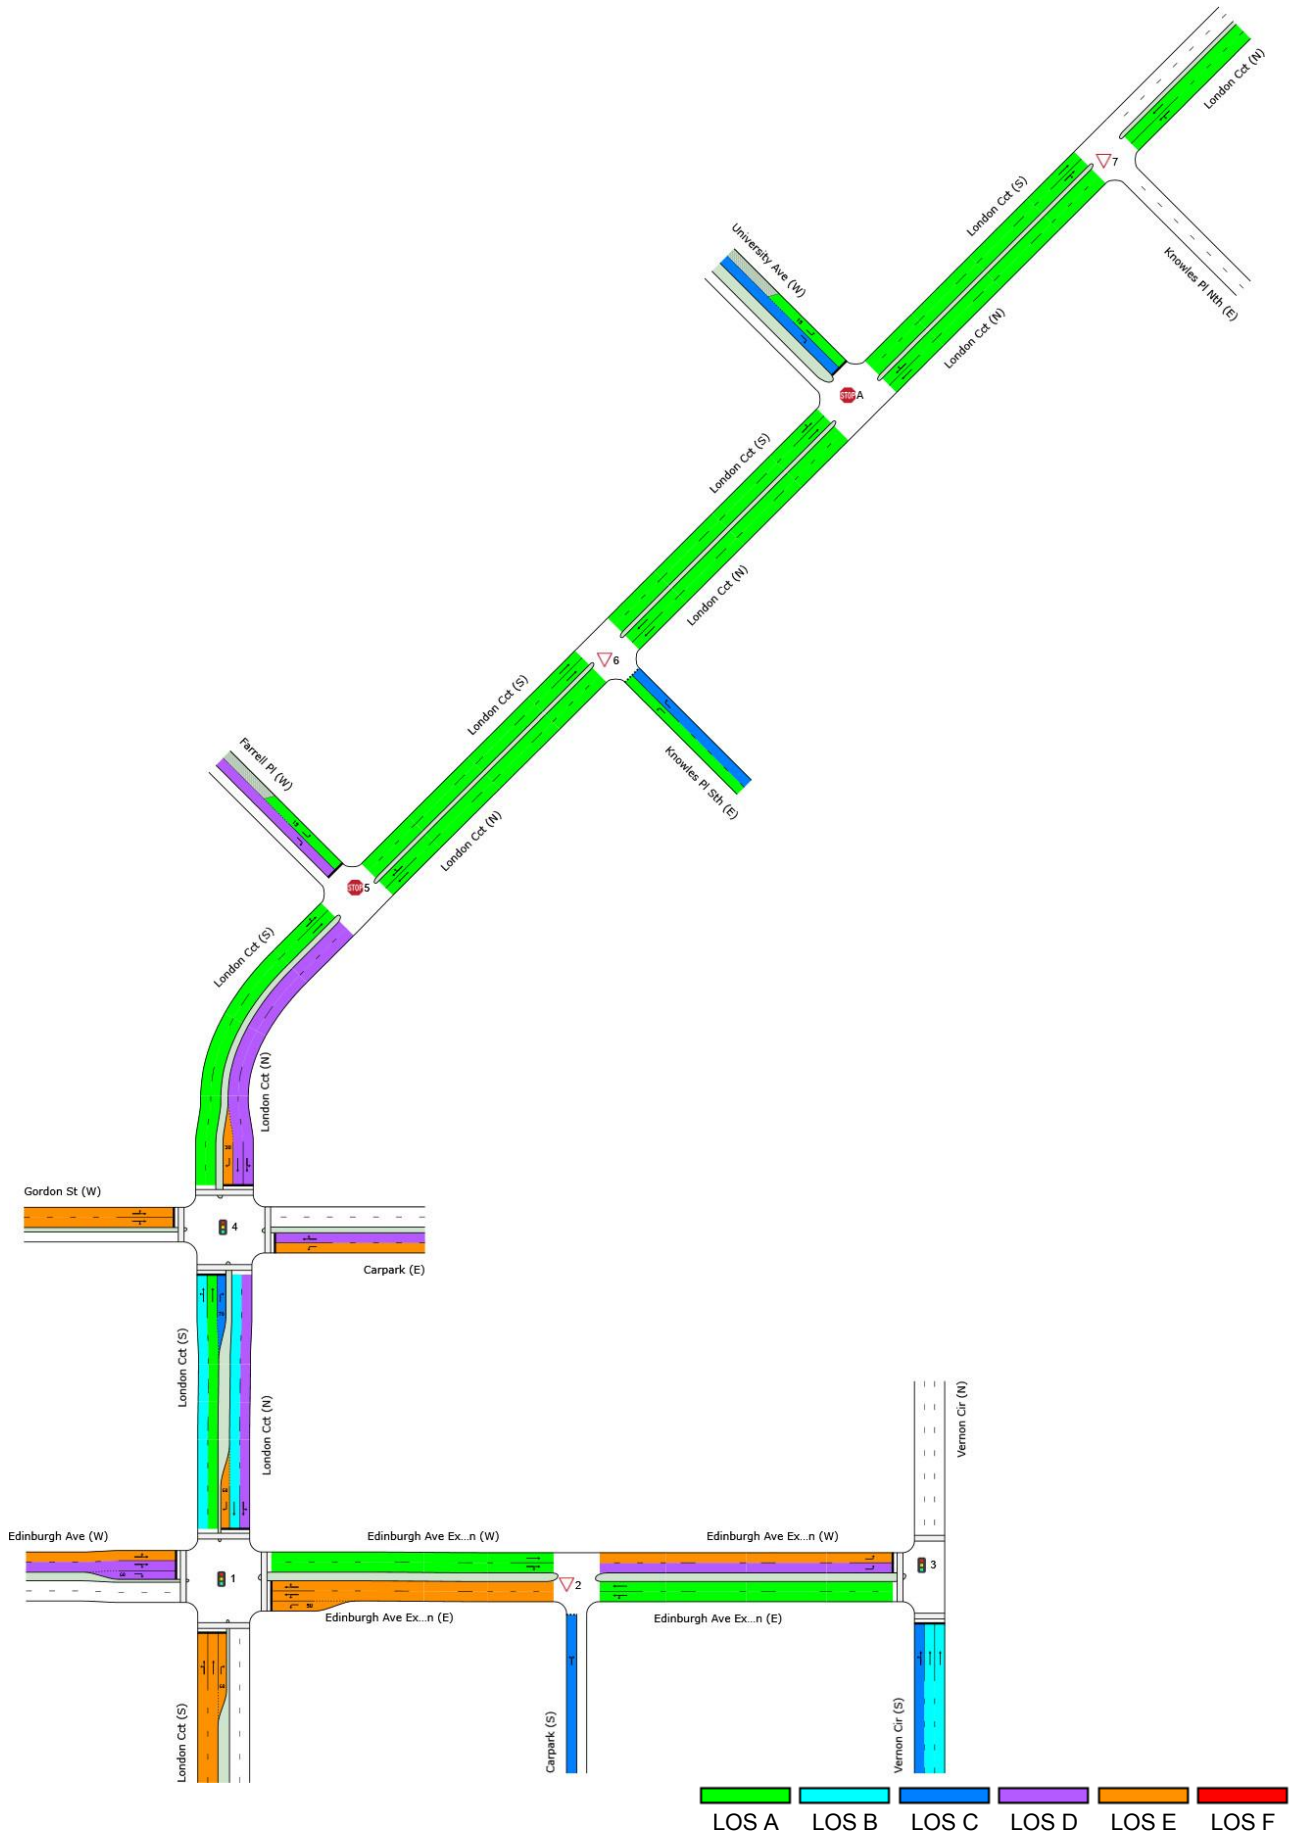 London Cct (N)
7
London Cct (S)
University Ave (W)
Knowles Pl Nth (E)
London Cct (N)
STOP
A
London Cct (S)
London Cct (N)
6
London Cct (S)
Farrell Pl (W)
Knowles Pl Sth (E)
London Cct (N)
STOP
5
London Cct (S)
London Cct (N)
Gordon St (W)
4
Carpark (E)
London Cct (S)
London Cct (N)
Vernon Cir (N)
Edinburgh Ave (W)
Edinburgh Ave Ex...n (W)
Edinburgh Ave Ex...n (W)
1
2
3
50
Edinburgh Ave Ex...n (E)
Edinburgh Ave Ex...n (E)
London Cct (S)
Carpark (S)
Vernon Cir (S)
LOS A
LOS B
LOS C
LOS D
LOS E
LOS F